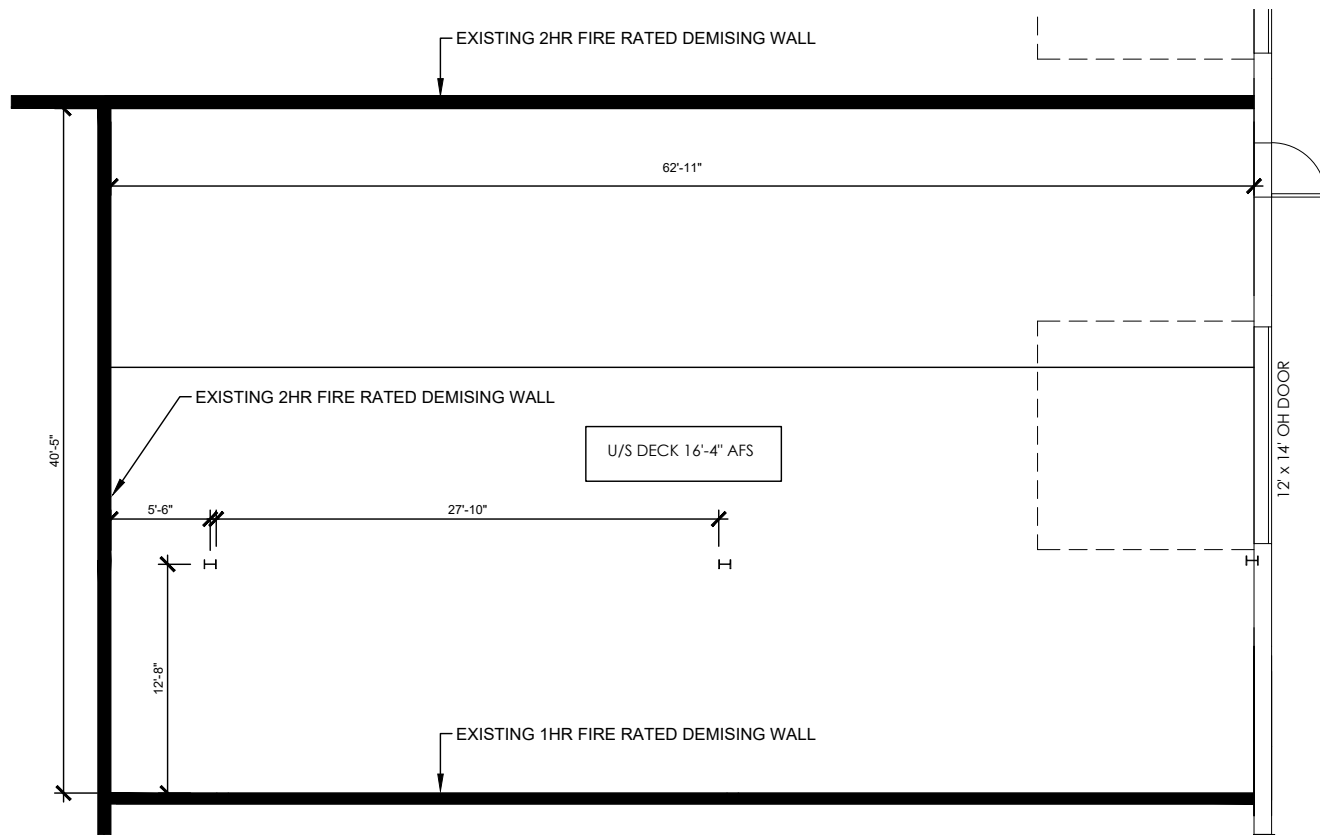 EXISTING 2HR FIRE RATED DEMISING WALL
62'-11"
12' x 14' OH DOOR
EXISTING 2HR FIRE RATED DEMISING WALL
40'-5"
U/S DECK 16'-4" AFS
5'-6"
27'-10"
12'-8"
EXISTING 1HR FIRE RATED DEMISING WALL